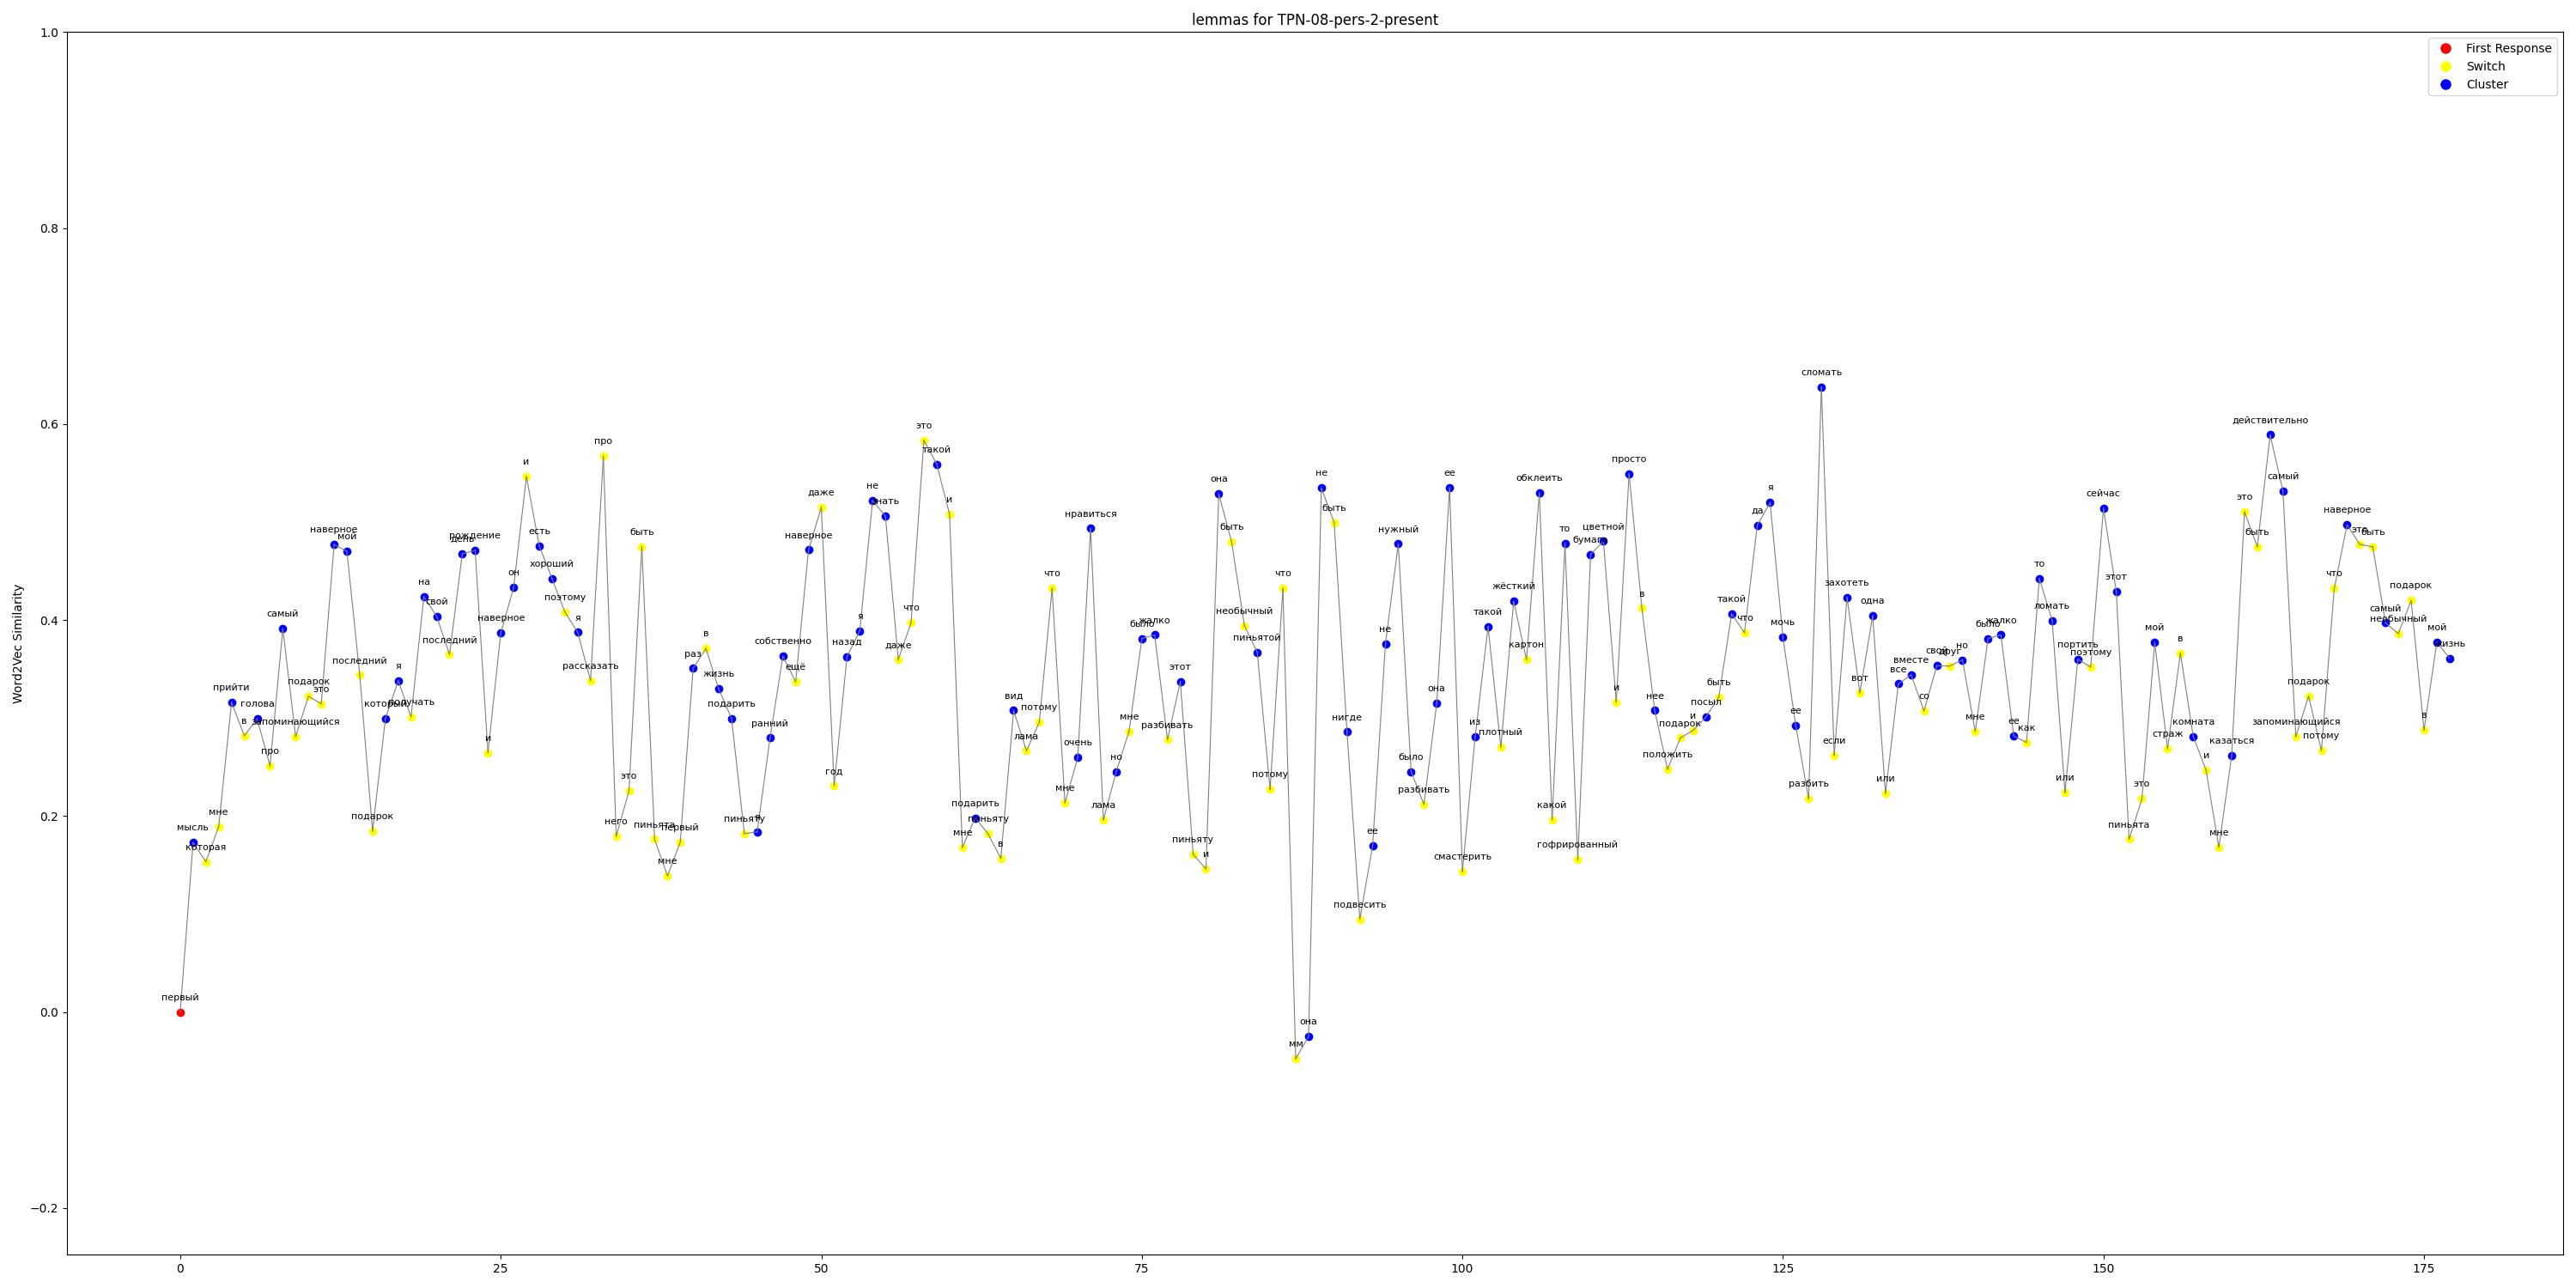 lemmas for TPN-08-pers-2-present
Word2Vec Similarity
1.0
0.8
0.6
0.4
0.2
0.0
−0.2
0
25
50
75
100
125
150
175
First Response
Switch
Cluster
первый
мысль
которая
мне
прийти
в
голова
про
самый
запоминающийся
подарок
это
наверное
мой
последний
подарок
который
я
получать
на
свой
последний
день
рождение
и
наверное
он
и
есть
хороший
поэтому
я
рассказать
про
него
это
быть
пиньята
мне
первый
раз
в
жизнь
подарить
пиньяту
я
ранний
собственно
ещё
наверное
даже
год
назад
я
не
знать
даже
что
это
такой
и
мне
подарить
пиньяту
в
вид
лама
потому
что
мне
очень
нравиться
лама
но
мне
было
жалко
разбивать
этот
пиньяту
и
она
быть
необычный
пиньятой
потому
что
мм
она
не
быть
нигде
подвесить
ее
не
нужный
было
разбивать
она
ее
смастерить
из
такой
плотный
жёсткий
картон
обклеить
какой
то
гофрированный
бумага
цветной
и
просто
в
нее
положить
подарок
и
посыл
быть
такой
что
да
я
мочь
ее
разбить
сломать
если
захотеть
вот
одна
или
все
вместе
со
свой
друг
но
мне
было
жалко
ее
как
то
ломать
или
портить
поэтому
сейчас
этот
пиньята
это
мой
страж
в
комната
и
мне
казаться
это
быть
действительно
самый
запоминающийся
подарок
потому
что
наверное
это
быть
самый
необычный
подарок
в
мой
жизнь